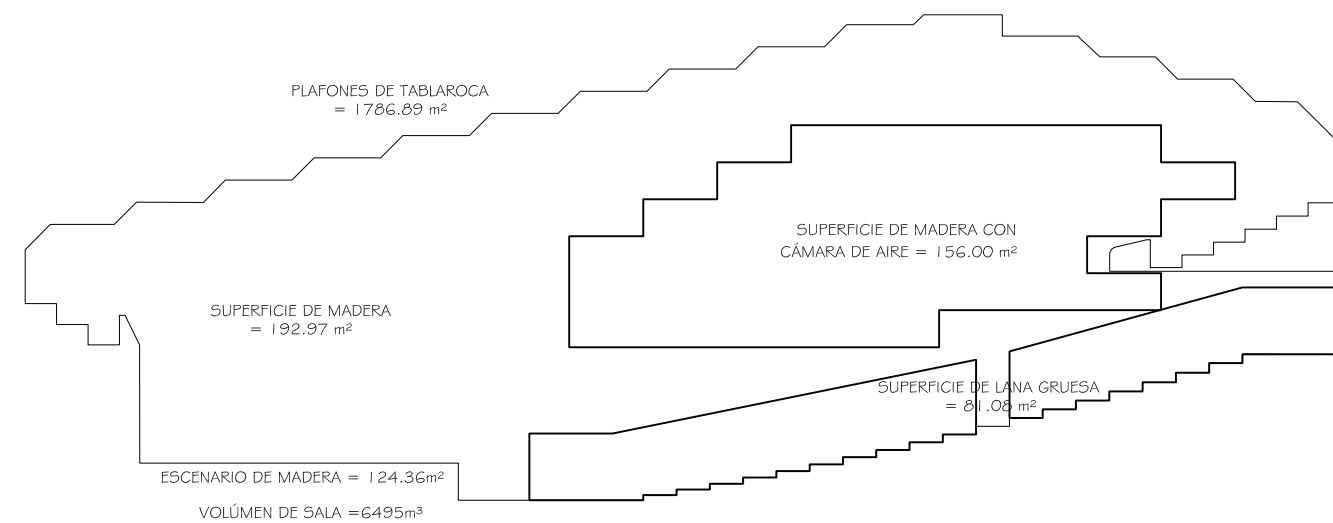 PLAFONES DE TABLAROCA
= 1786.89 m²
SUPERFICIE DE MADERA CON
CÁMARA DE AIRE = 156.00 m²
SUPERFICIE DE MADERA
= 192.97 m²
SUPERFICIE DE LANA GRUESA
= 81.08 m²
ESCENARIO DE MADERA = 124.36m²
VOLÚMEN DE SALA =6495m³